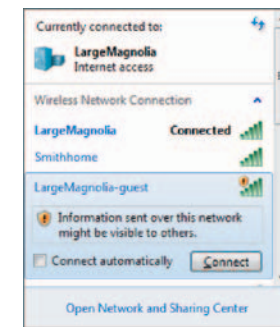 Currently connected to:
LargeMagnolia
Internet access
Wireless Network Connection
LargeMagnolia Connected
Smithhome
LargeMagnolia-guest
Information sent over this network
might be visible to others.
Connect automatically Connect
Open Network and Sharing Center